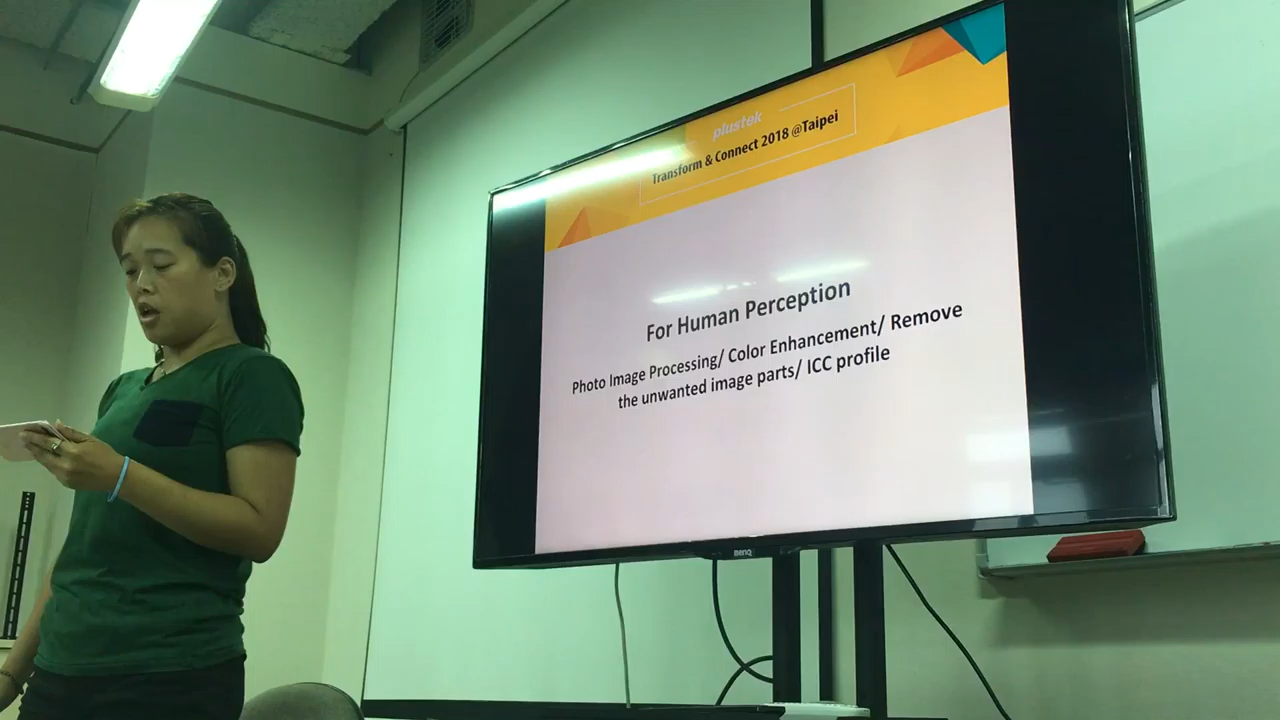 plustek
Transform & Connect 2018 @Taipei
For Human Perception
Photo Image Processing/ Color Enhancement/ Remove
the unwanted image parts/ ICC profile
BenQ